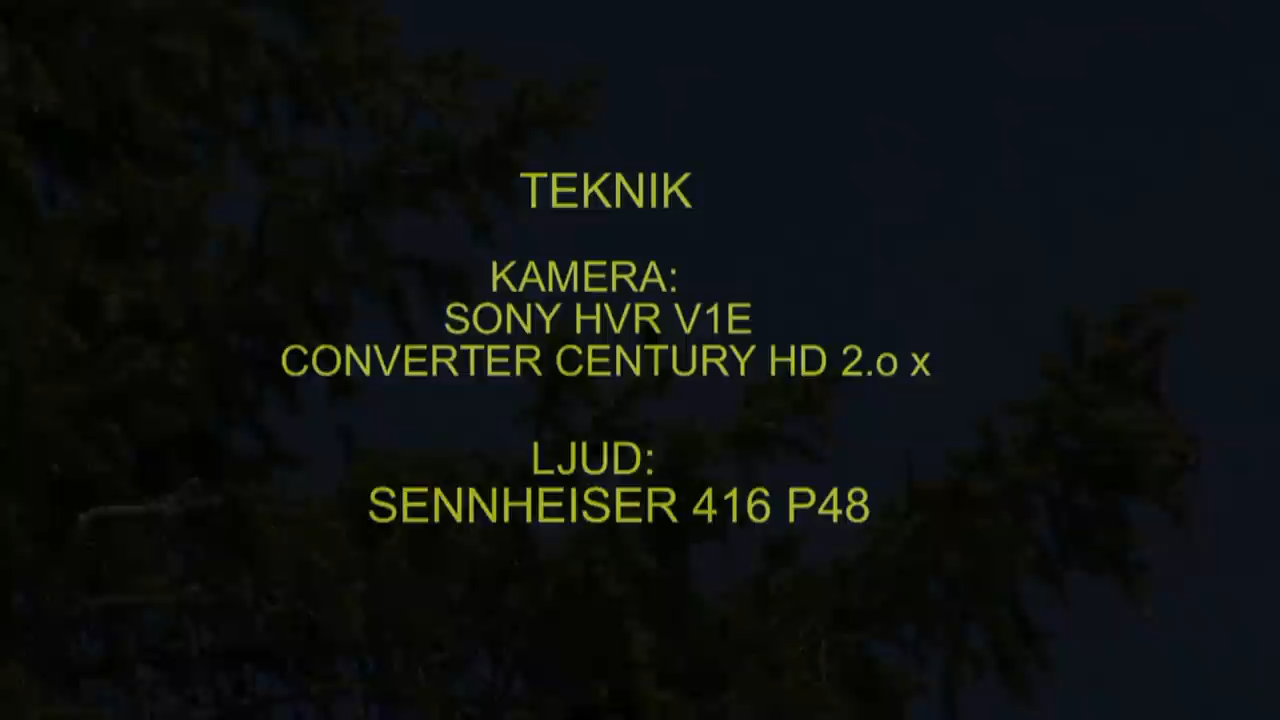 TEKNIK
KAMERA:
SONY HVR V1E
CONVERTER CENTURY HD 2.o x
LJUD:
SENNHEISER 416 P48